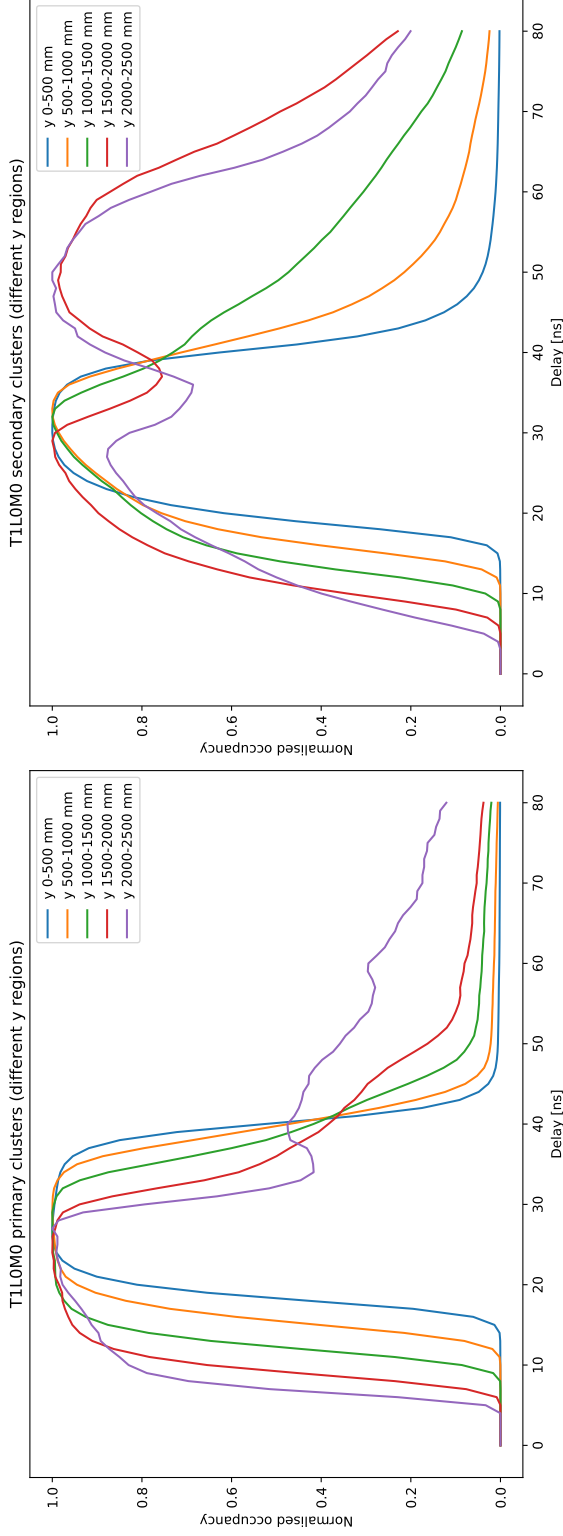 T1L0M0 primary clusters (different y regions)
y 0-500 mm
y 500-1000 mm
y 1000-1500 mm
y 1500-2000 mm
y 2000-2500 mm
1.0
0.8
0.6
0.4
0.2
0.0
Normalised occupancy
0 10 20 30 40 50 60 70 80
Delay [ns]
T1L0M0 secondary clusters (different y regions)
y 0-500 mm
y 500-1000 mm
y 1000-1500 mm
y 1500-2000 mm
y 2000-2500 mm
1.0
0.8
0.6
0.4
0.2
0.0
Normalised occupancy
0 10 20 30 40 50 60 70 80
Delay [ns]